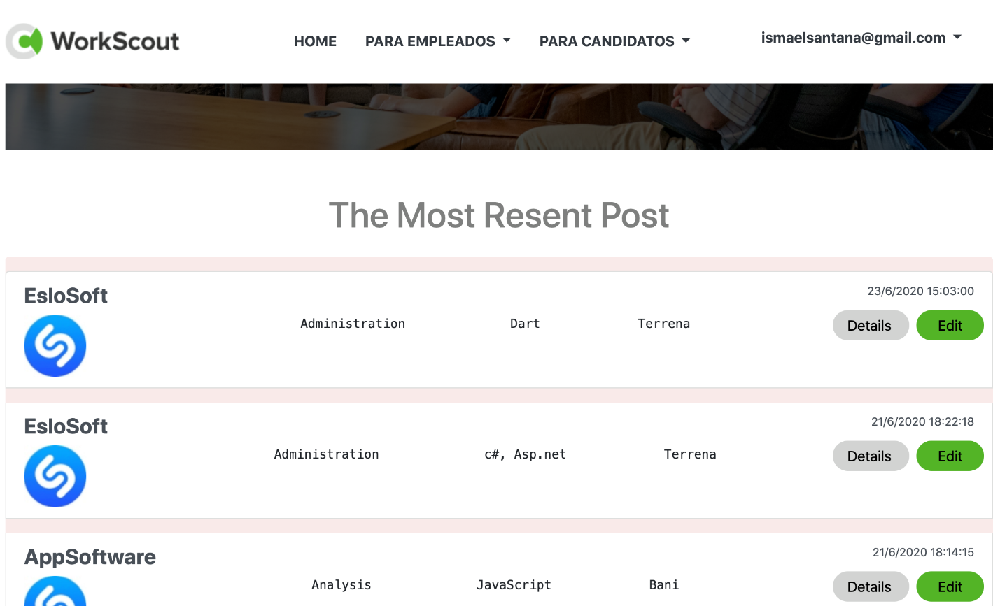 WorkScout
HOME PARA EMPLEADOS PARA CANDIDATOS ismaelsantana@gmail.com
The Most Resent Post
EsloSoft
23/6/2020 15:03:00
Administration Dart Terrena
Details Edit
EsloSoft
21/6/2020 18:22:18
Administration c#, Asp.net Terrena
Details Edit
AppSoftware
21/6/2020 18:14:15
Analysis JavaScript Bani
Details Edit